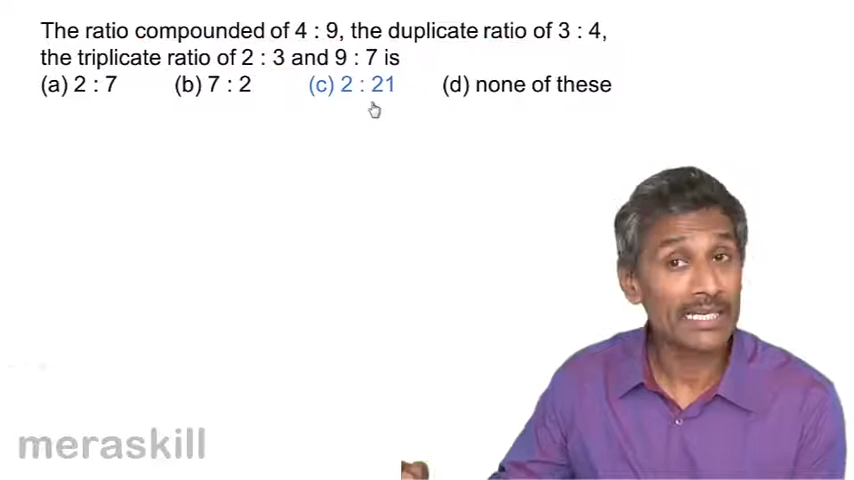 The ratio compounded of 4 : 9, the duplicate ratio of 3 : 4,
the triplicate ratio of 2 : 3 and 9 : 7 is
(a) 2 : 7 (b) 7 : 2 (c) 2 : 21 (d) none of these
meraskill